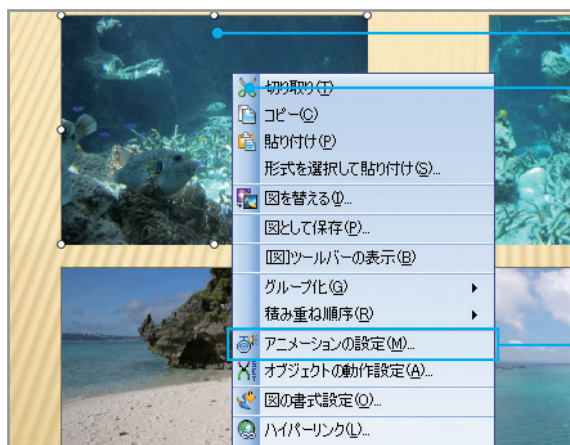 切り取り(T)
コピー(C)
貼り付け(P)
形式を選択して貼り付け(S)...
図を替える(I)...
図として保存(P)...
[図]ツールバーの表示(B)
グループ化(G)
積み重ね順序(R)
アニメーションの設定(M)...
オブジェクトの動作設定(A)...
図の書式設定(O)...
ハイパーリンク(L)...